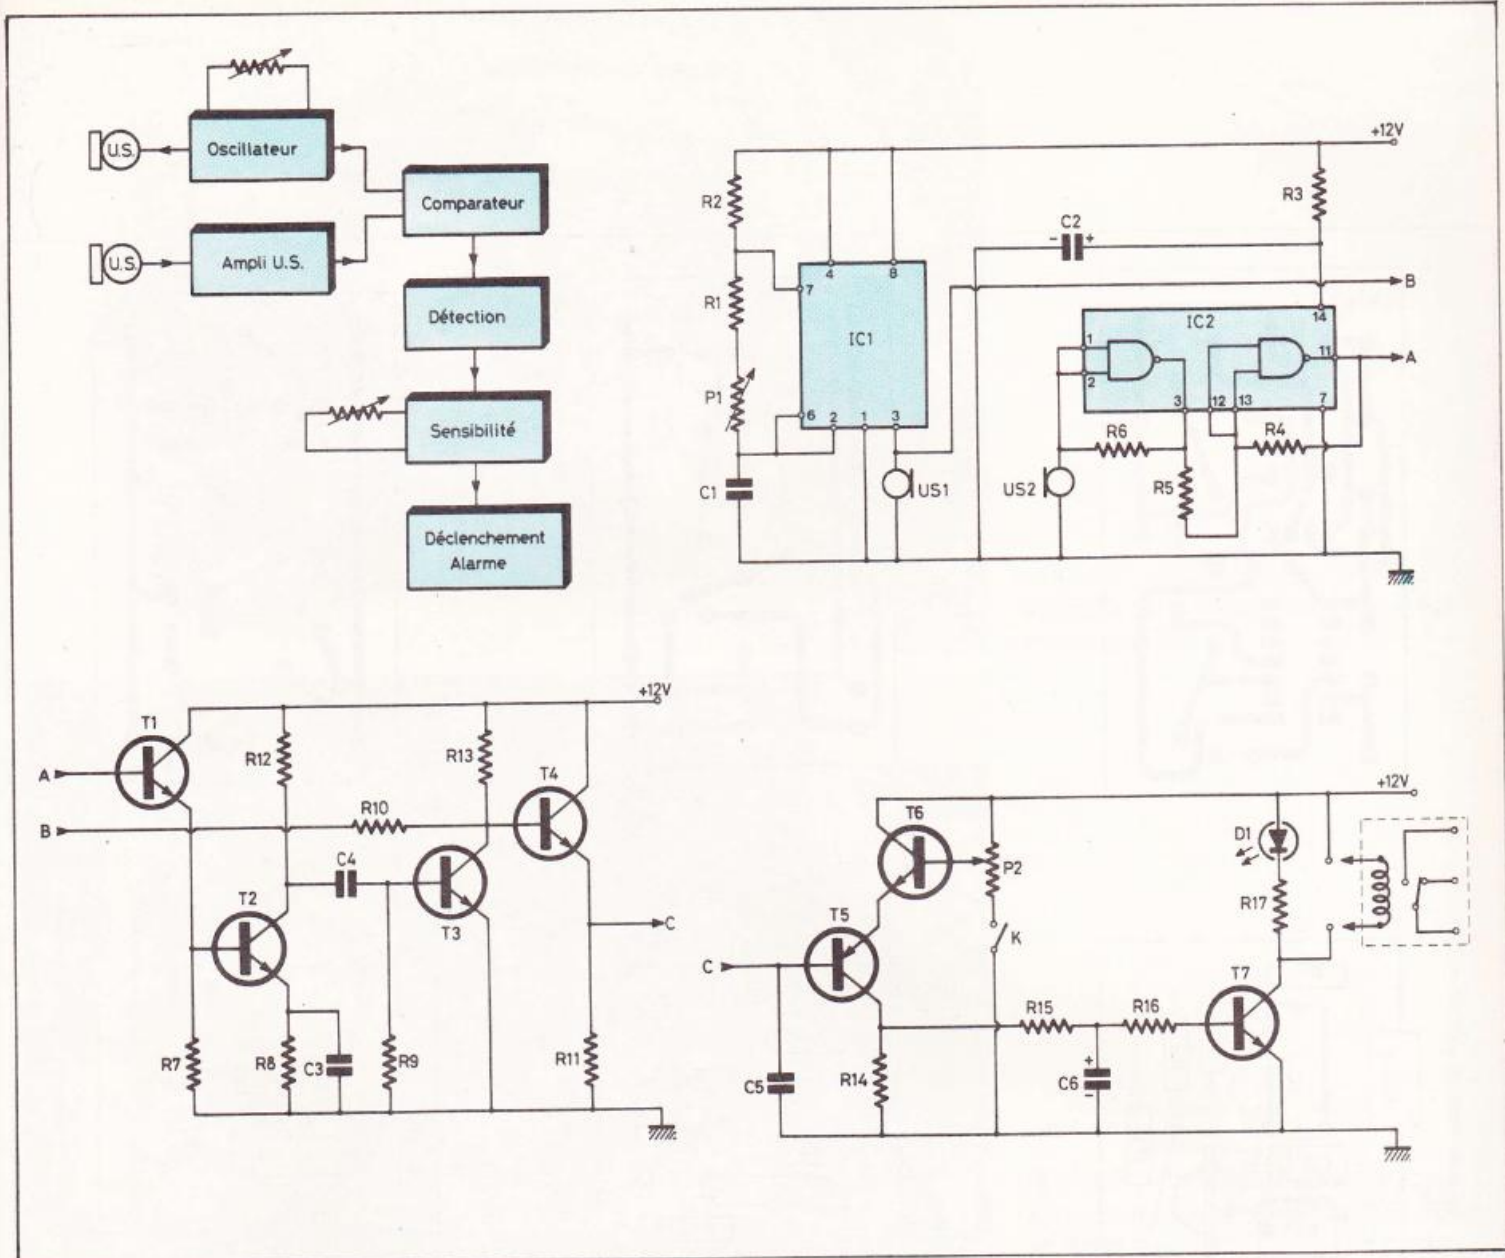 U.S.
Oscillateur
U.S.
Ampli U.S.
Comparateur
Détection
Sensibilité
Déclenchement
Alarme
+12V
R2
R3
C2
- +
4
8
7
B
R1
IC1
IC2
14
1
2
11
A
P1
6
2
1
3
3
12
13
7
R6
R4
C1
US1
US2
R5
+12V
T1
R12
R13
T4
A
R10
B
C4
T2
T3
C
R7
R8
C3
R9
R11
+12V
T6
D1
P2
T5
R17
K
C
T7
R15
R16
C5
R14
+
C6
-